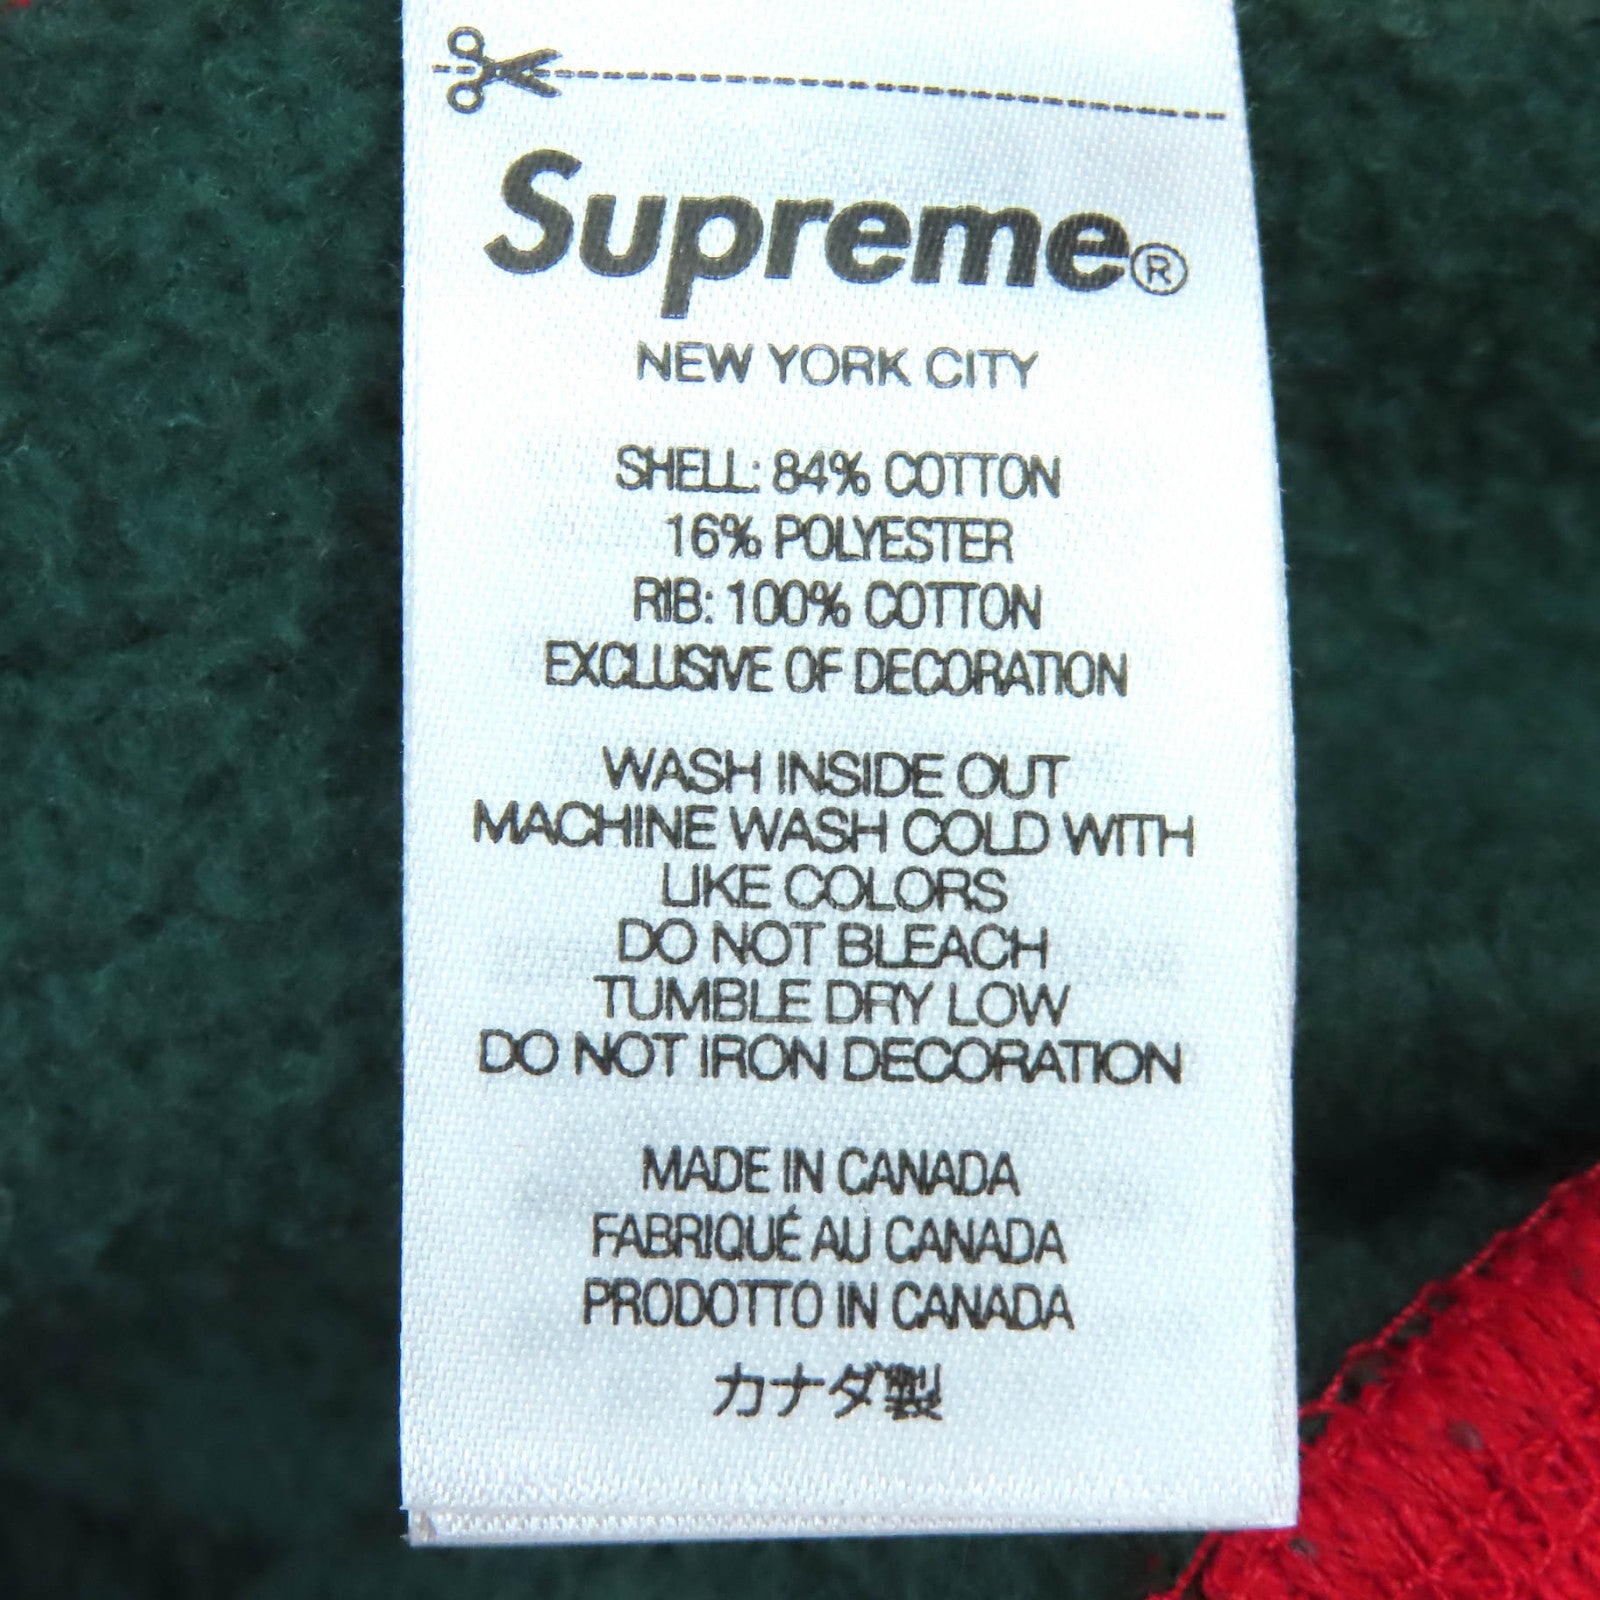 Supreme®
NEW YORK CITY
SHELL: 84% COTTON
16% POLYESTER
RIB: 100% COTTON
EXCLUSIVE OF DECORATION
WASH INSIDE OUT
MACHINE WASH COLD WITH
LIKE COLORS
DO NOT BLEACH
TUMBLE DRY LOW
DO NOT IRON DECORATION
MADE IN CANADA
FABRIQUÉ AU CANADA
PRODOTTO IN CANADA
カナダ製